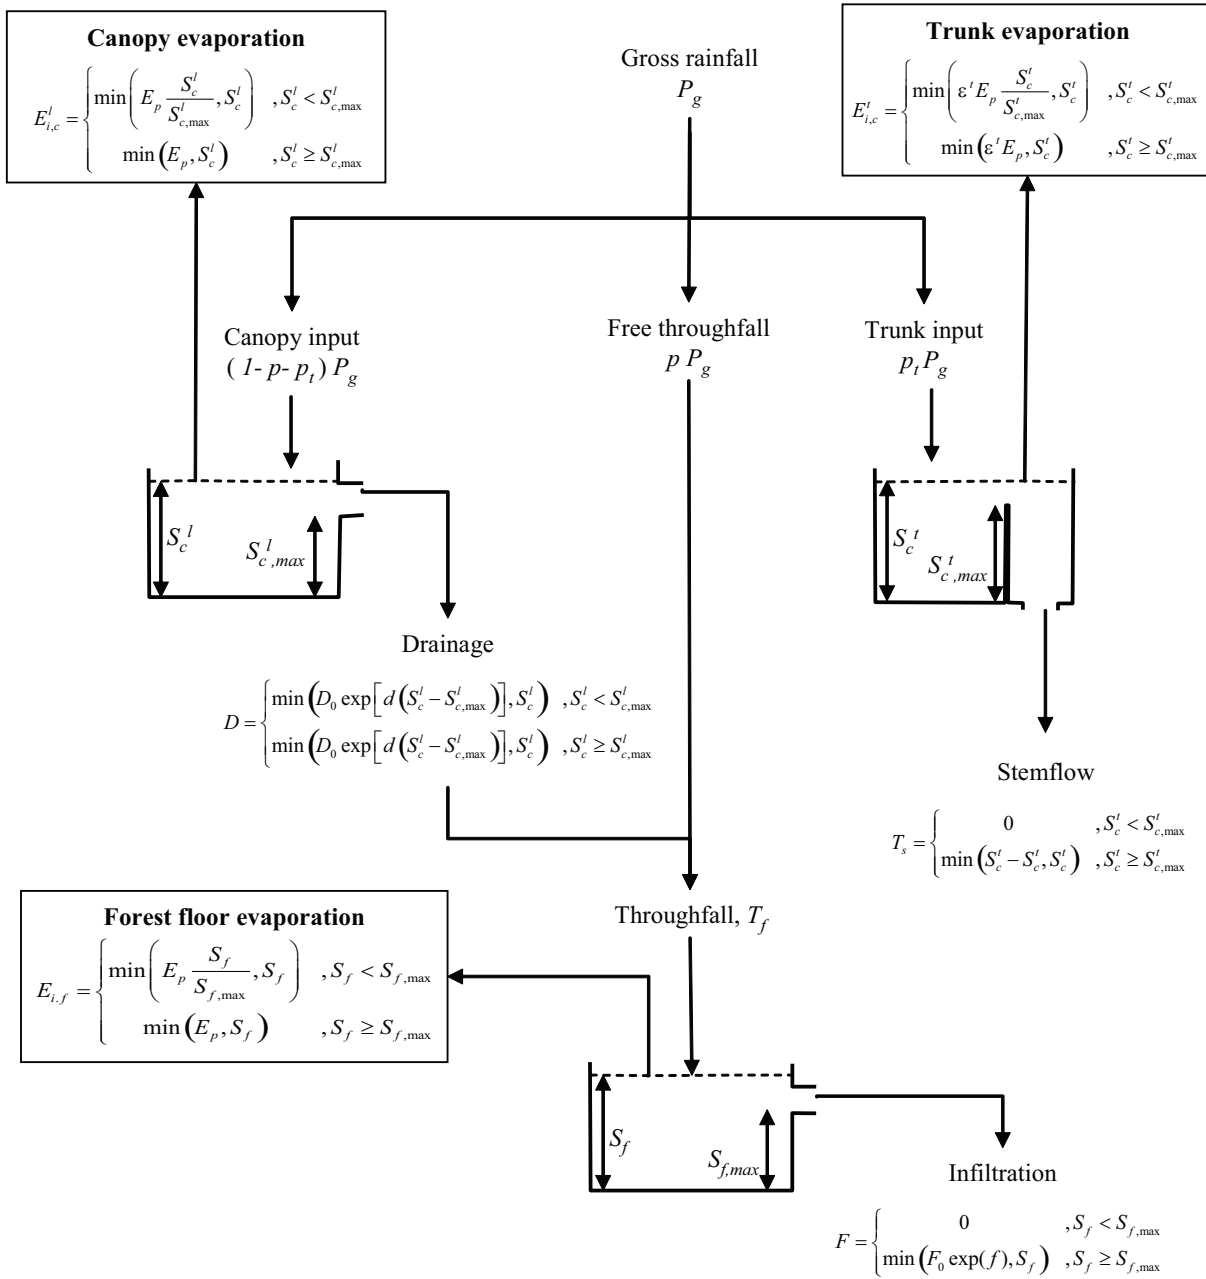 Canopy evaporation
E^l_{i,c} = { min(E_p S^l_c / S^l_{c,max}, S^l_c) , S^l_c < S^l_{c,max}
min(E_p, S^l_c) , S^l_c ≥ S^l_{c,max}
Gross rainfall
P_g
Trunk evaporation
E^t_{i,c} = { min(ε^t E_p S^t_c / S^t_{c,max}, S^t_c) , S^t_c < S^t_{c,max}
min(ε^t E_p, S^t_c) , S^t_c ≥ S^t_{c,max}
Canopy input
( 1- p- p_t ) P_g
Free throughfall
p P_g
Trunk input
p_t P_g
S_c^l
S_c^l_{,max}
S_c^t
S_c^t_{,max}
Drainage
D = { min(D_0 exp[d(S^l_c − S^l_{c,max})], S^l_c) , S^l_c < S^l_{c,max}
min(D_0 exp[d(S^l_c − S^l_{c,max})], S^l_c) , S^l_c ≥ S^l_{c,max}
Stemflow
T_s = { 0 , S^t_c < S^t_{c,max}
min(S^t_c − S^t_c, S^t_c) , S^t_c ≥ S^t_{c,max}
Forest floor evaporation
E_{i.f} = { min(E_p S_f / S_{f,max}, S_f) , S_f < S_{f,max}
min(E_p, S_f) , S_f ≥ S_{f,max}
Throughfall, T_f
S_f
S_{f,max}
Infiltration
F = { 0 , S_f < S_{f,max}
min(F_0 exp(f), S_f) , S_f ≥ S_{f,max}